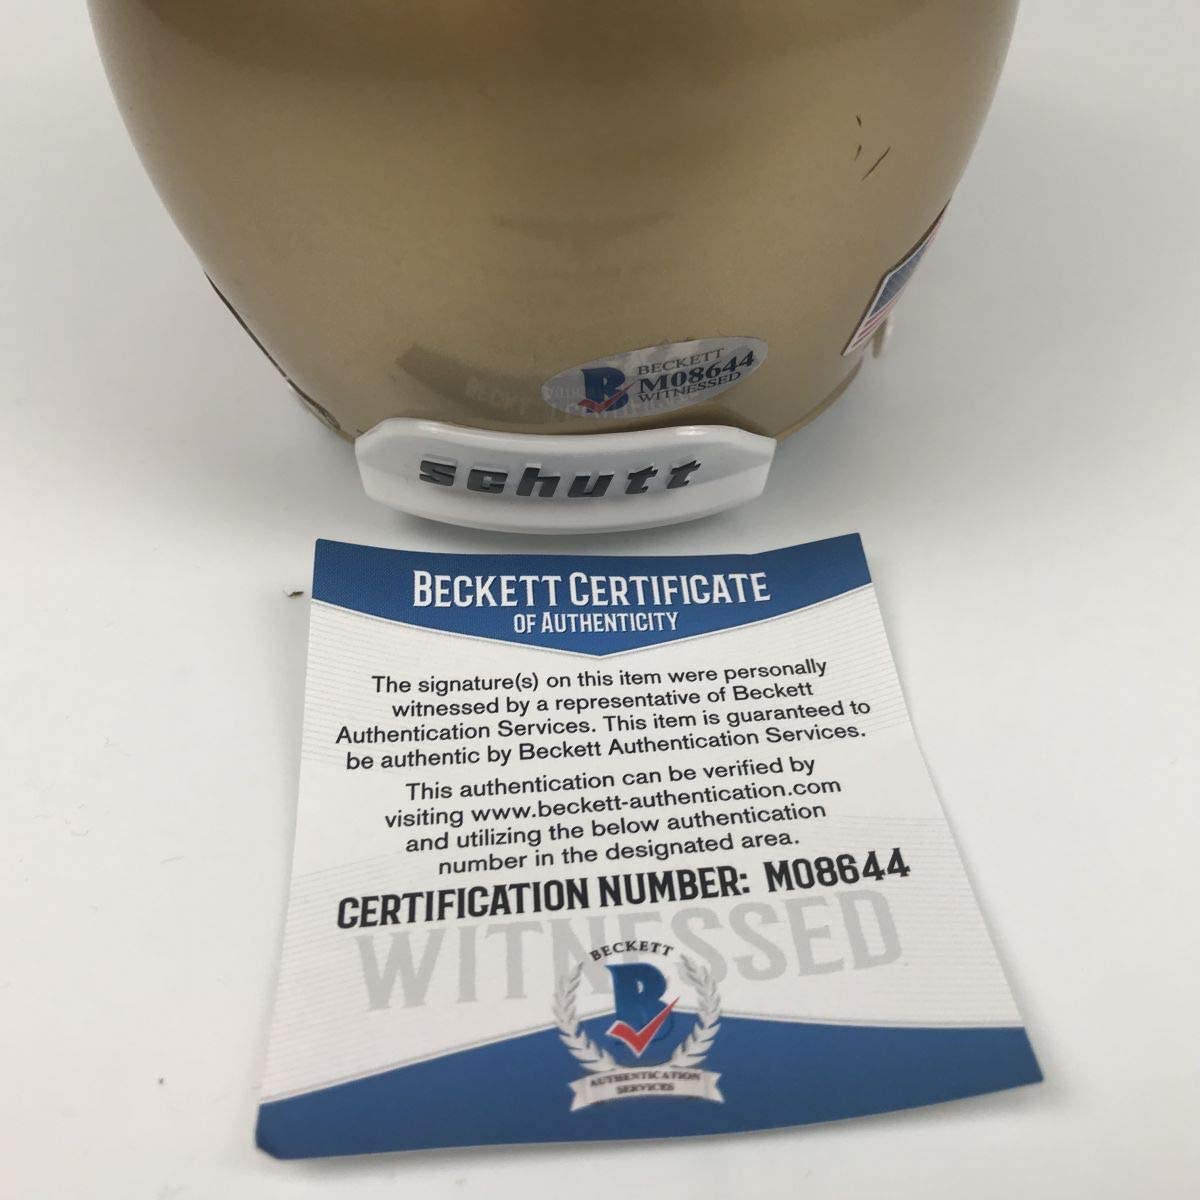 BECKETT
M08644
WITNESSED
schutt
BECKETT CERTIFICATE
OF AUTHENTICITY
The signature(s) on this item were personally
witnessed by a representative of Beckett
Authentication Services. This item is guaranteed to
be authentic by Beckett Authentication Services.
This authentication can be verified by
visiting www.beckett-authentication.com
and utilizing the below authentication
number in the designated area.
CERTIFICATION NUMBER: M08644
WITNESSED
BECKETT
B
AUTHENTICATION
SERVICES